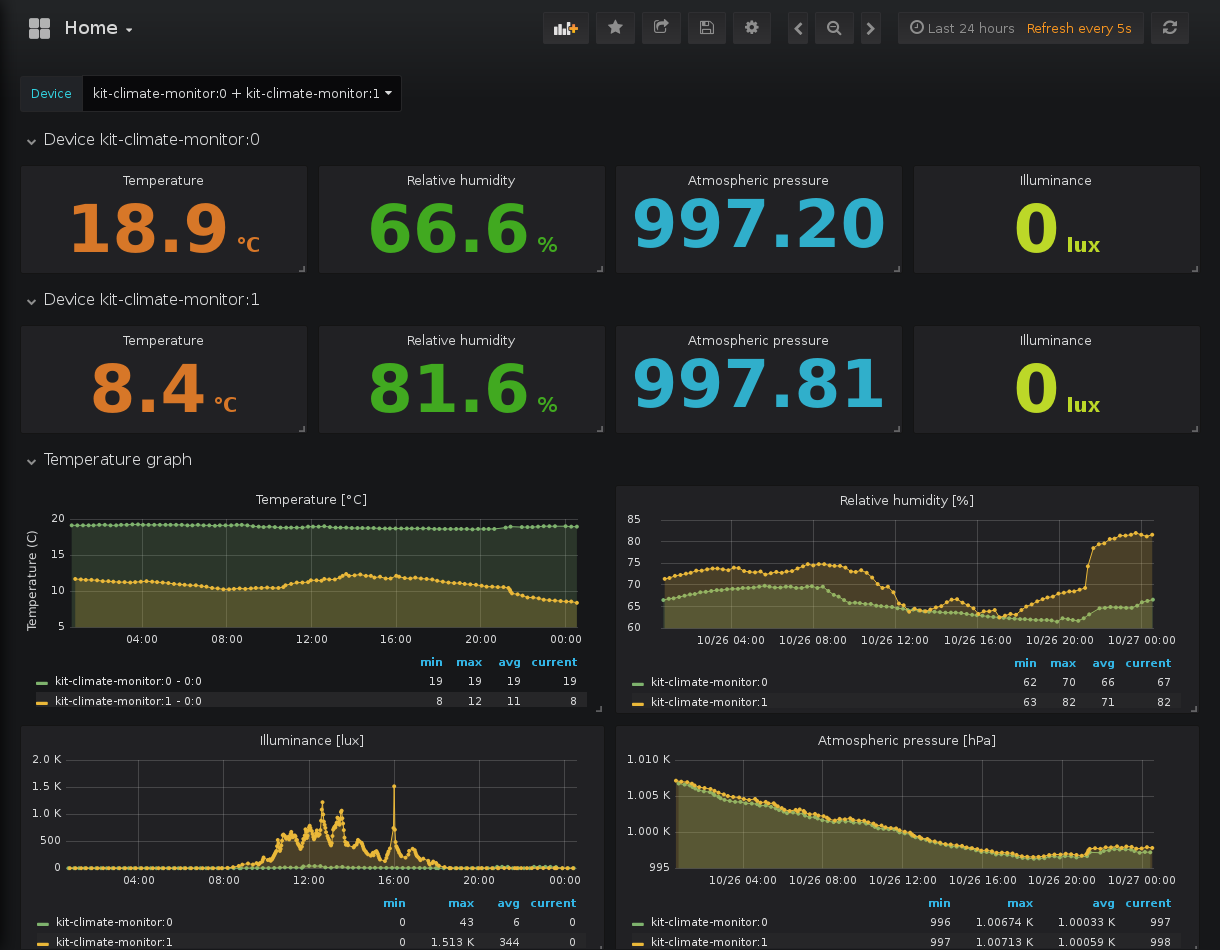 Home
Last 24 hours Refresh every 5s
Device kit-climate-monitor:0 + kit-climate-monitor:1
Device kit-climate-monitor:0
Temperature Relative humidity Atmospheric pressure Illuminance
18.9 °C 66.6 % 997.20 0 lux
Device kit-climate-monitor:1
Temperature Relative humidity Atmospheric pressure Illuminance
8.4 °C 81.6 % 997.81 0 lux
Temperature graph
Temperature [°C]
Temperature (C)
20
15
10
5
04:00 08:00 12:00 16:00 20:00 00:00
min max avg current
kit-climate-monitor:0 - 0:0 19 19 19 19
kit-climate-monitor:1 - 0:0 8 12 11 8
Relative humidity [%]
85
80
75
70
65
60
10/26 04:00 10/26 08:00 10/26 12:00 10/26 16:00 10/26 20:00 10/27 00:00
min max avg current
kit-climate-monitor:0 62 70 66 67
kit-climate-monitor:1 63 82 71 82
Illuminance [lux]
2.0 K
1.5 K
1.0 K
500
0
04:00 08:00 12:00 16:00 20:00 00:00
min max avg current
kit-climate-monitor:0 0 43 6 0
kit-climate-monitor:1 0 1.513 K 344 0
Atmospheric pressure [hPa]
1.010 K
1.005 K
1.000 K
995
10/26 04:00 10/26 08:00 10/26 12:00 10/26 16:00 10/26 20:00 10/27 00:00
min max avg current
kit-climate-monitor:0 996 1.00674 K 1.00033 K 997
kit-climate-monitor:1 997 1.00713 K 1.00059 K 998